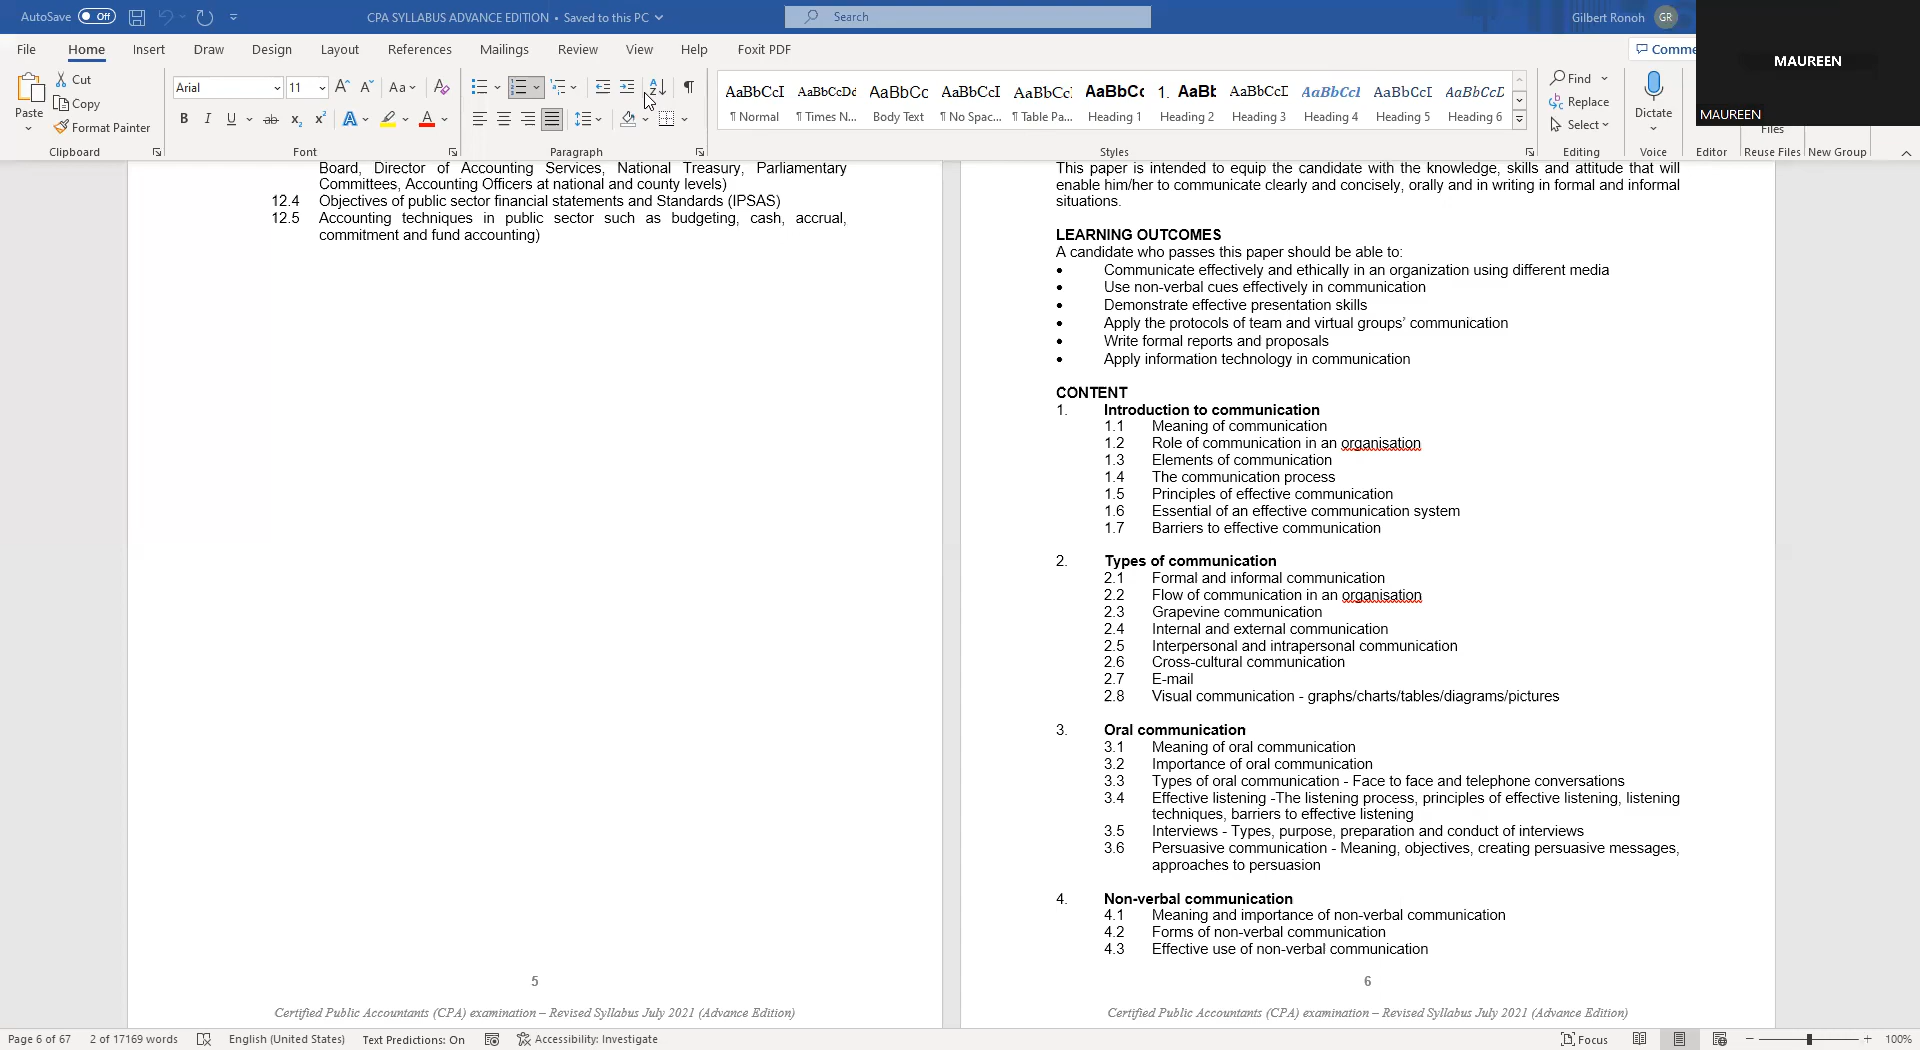 AutoSave Off CPA SYLLABUS ADVANCE EDITION • Saved to this PC Search Gilbert Ronoh GR
File Home Insert Draw Design Layout References Mailings Review View Help Foxit PDF
MAUREEN
MAUREEN
Paste Cut
Copy
Format Painter
Clipboard
Arial 11
Font
Paragraph
AaBbCcI AaBbCcDd AaBbCc AaBbCcI AaBbCc AaBbCc 1. AaBb AaBbCcI AaBbCcI AaBbCcI AaBbCcD
¶ Normal ¶ Times N... Body Text ¶ No Spac... ¶ Table Pa... Heading 1 Heading 2 Heading 3 Heading 4 Heading 5 Heading 6
Styles
Find
Replace
Select
Editing
Dictate
Voice
Editor
Files
Reuse Files
New Group
Board, Director of Accounting Services, National Treasury, Parliamentary
Committees, Accounting Officers at national and county levels)
12.4 Objectives of public sector financial statements and Standards (IPSAS)
12.5 Accounting techniques in public sector such as budgeting, cash, accrual,
commitment and fund accounting)
5
Certified Public Accountants (CPA) examination – Revised Syllabus July 2021 (Advance Edition)
This paper is intended to equip the candidate with the knowledge, skills and attitude that will
enable him/her to communicate clearly and concisely, orally and in writing in formal and informal
situations.
LEARNING OUTCOMES
A candidate who passes this paper should be able to:
• Communicate effectively and ethically in an organization using different media
• Use non-verbal cues effectively in communication
• Demonstrate effective presentation skills
• Apply the protocols of team and virtual groups’ communication
• Write formal reports and proposals
• Apply information technology in communication
CONTENT
1. Introduction to communication
1.1 Meaning of communication
1.2 Role of communication in an organisation
1.3 Elements of communication
1.4 The communication process
1.5 Principles of effective communication
1.6 Essential of an effective communication system
1.7 Barriers to effective communication
2. Types of communication
2.1 Formal and informal communication
2.2 Flow of communication in an organisation
2.3 Grapevine communication
2.4 Internal and external communication
2.5 Interpersonal and intrapersonal communication
2.6 Cross-cultural communication
2.7 E-mail
2.8 Visual communication - graphs/charts/tables/diagrams/pictures
3. Oral communication
3.1 Meaning of oral communication
3.2 Importance of oral communication
3.3 Types of oral communication - Face to face and telephone conversations
3.4 Effective listening -The listening process, principles of effective listening, listening
techniques, barriers to effective listening
3.5 Interviews - Types, purpose, preparation and conduct of interviews
3.6 Persuasive communication - Meaning, objectives, creating persuasive messages,
approaches to persuasion
4. Non-verbal communication
4.1 Meaning and importance of non-verbal communication
4.2 Forms of non-verbal communication
4.3 Effective use of non-verbal communication
6
Certified Public Accountants (CPA) examination – Revised Syllabus July 2021 (Advance Edition)
Page 6 of 67 2 of 17169 words English (United States) Text Predictions: On Accessibility: Investigate Focus 100%